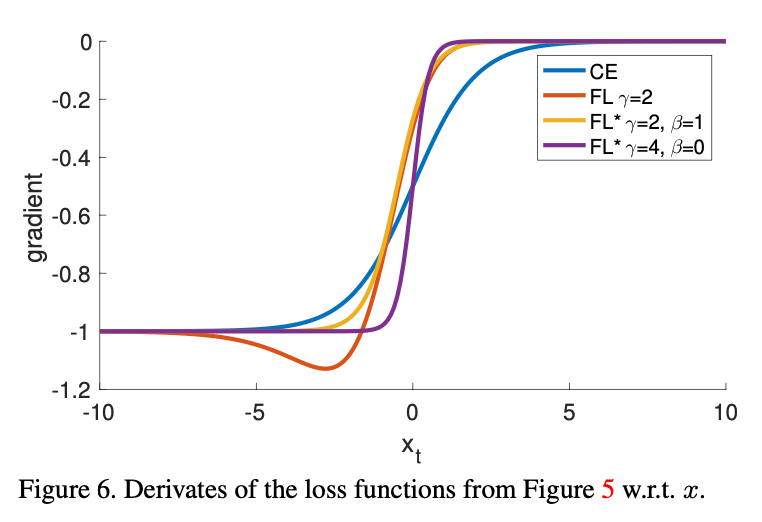 0
-0.2
-0.4
-0.6
-0.8
-1
-1.2
gradient
-10 -5 0 5 10
x_t
CE
FL γ=2
FL* γ=2, β=1
FL* γ=4, β=0
Figure 6. Derivates of the loss functions from Figure 5 w.r.t. x.